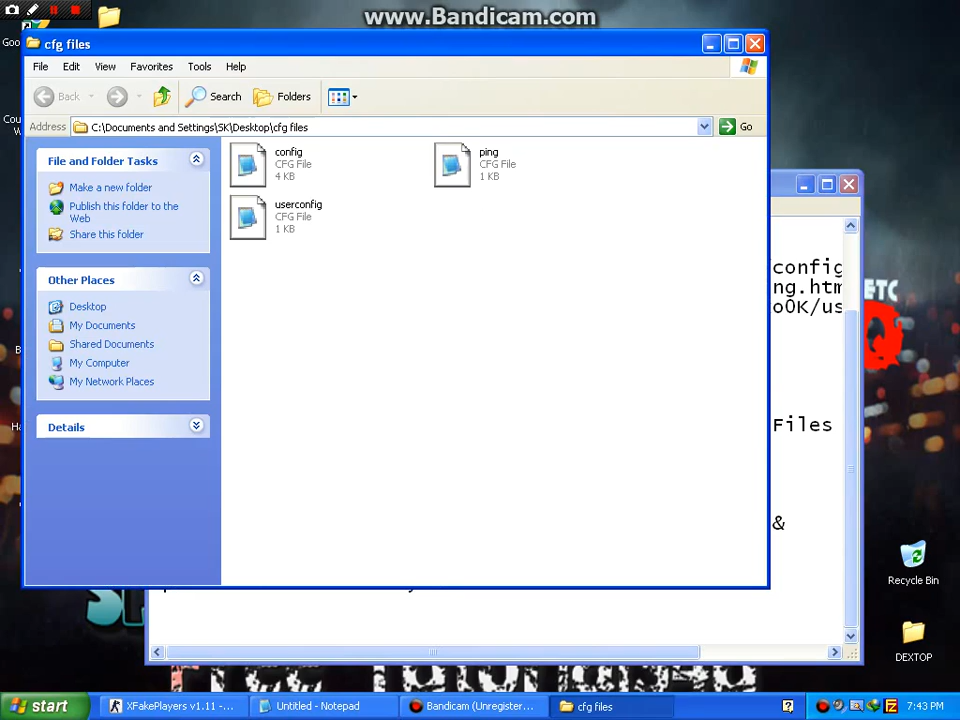 www.Bandicam.com
cfg files
File Edit View Favorites Tools Help
Back Search Folders
Address C:\Documents and Settings\SK\Desktop\cfg files Go
File and Folder Tasks
Make a new folder
Publish this folder to the
Web
Share this folder
Other Places
Desktop
My Documents
Shared Documents
My Computer
My Network Places
Details
config
CFG File
4 KB
ping
CFG File
1 KB
userconfig
CFG File
1 KB
config
ng.htm
oOK/us
Files
&
ETC
Recycle Bin
DEXTOP
start XFakePlayers v1.11 -... Untitled - Notepad Bandicam (Unregister... cfg files 7:43 PM